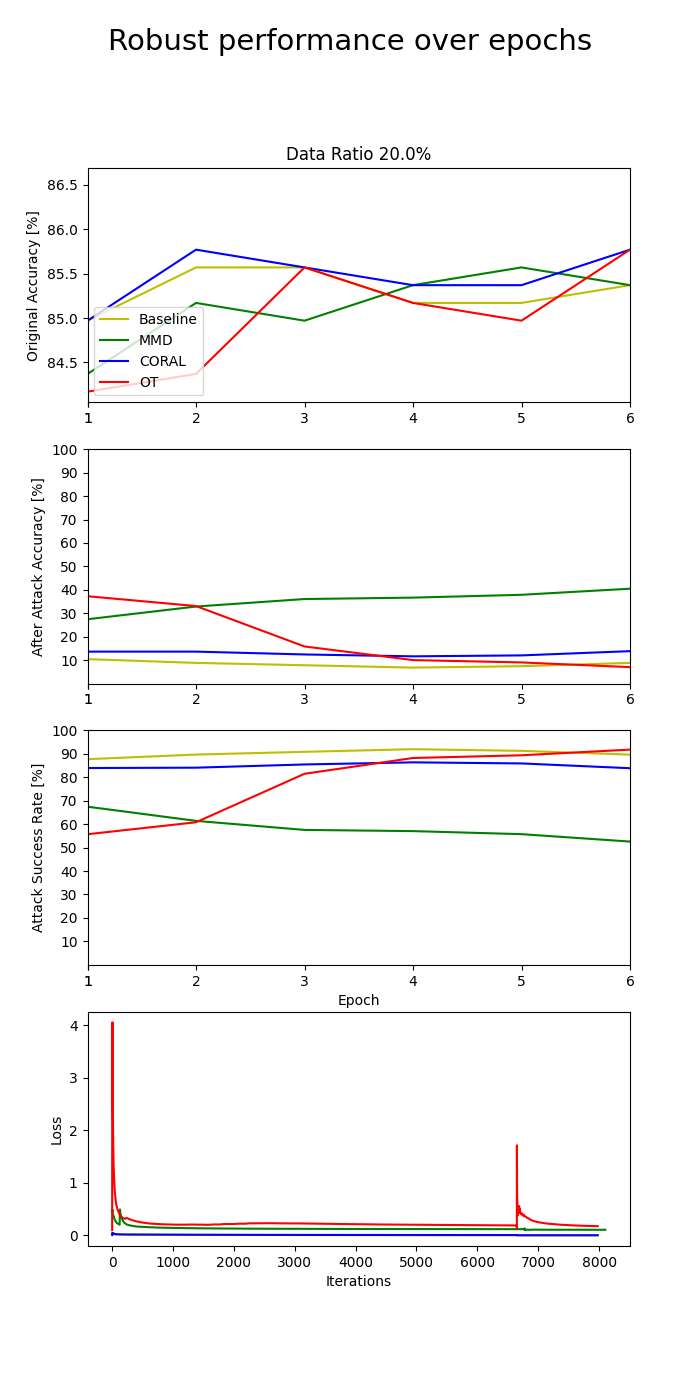 Robust performance over epochs
Data Ratio 20.0%
Original Accuracy [%]
86.5
86.0
85.5
85.0
84.5
Baseline
MMD
CORAL
OT
1 2 3 4 5 6
After Attack Accuracy [%]
100
90
80
70
60
50
40
30
20
10
1 2 3 4 5 6
Attack Success Rate [%]
100
90
80
70
60
50
40
30
20
10
1 2 3 4 5 6
Epoch
Loss
4
3
2
1
0
0 1000 2000 3000 4000 5000 6000 7000 8000
Iterations